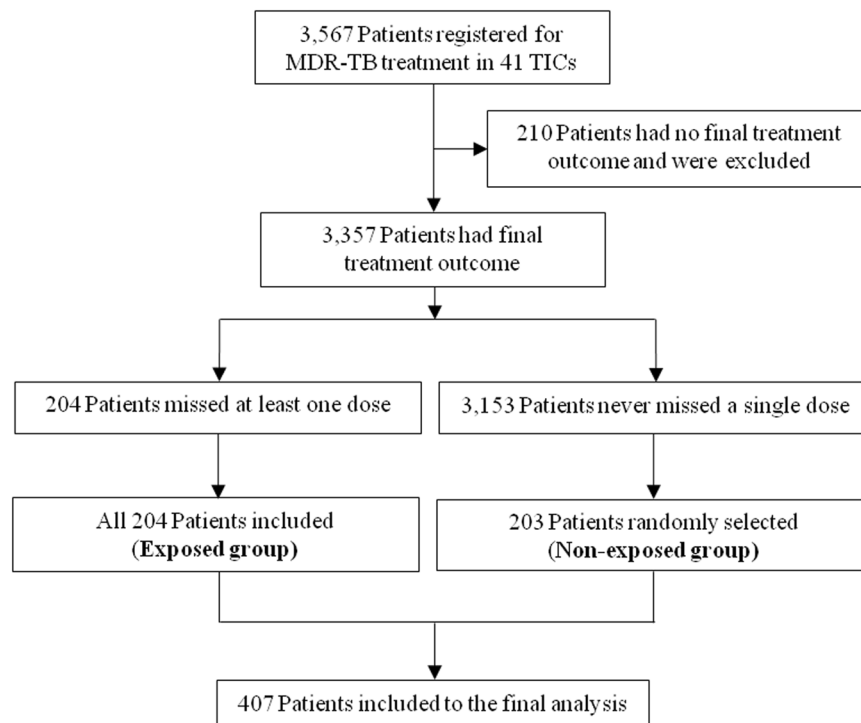 3,567 Patients registered for
MDR-TB treatment in 41 TICs
210 Patients had no final treatment
outcome and were excluded
3,357 Patients had final
treatment outcome
204 Patients missed at least one dose
3,153 Patients never missed a single dose
All 204 Patients included
(Exposed group)
203 Patients randomly selected
(Non-exposed group)
407 Patients included to the final analysis